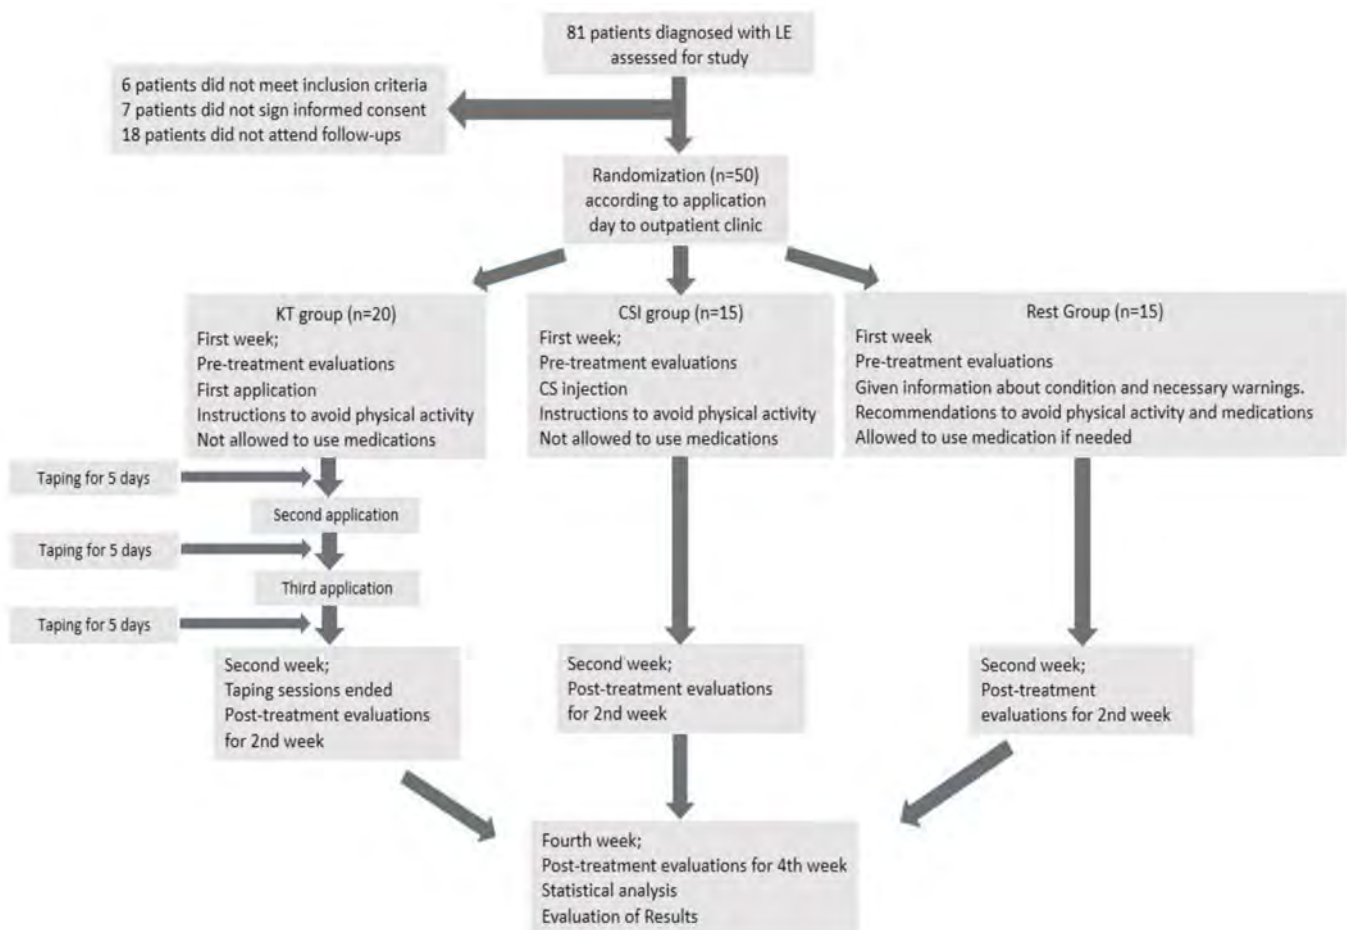 81 patients diagnosed with LE
assessed for study
6 patients did not meet inclusion criteria
7 patients did not sign informed consent
18 patients did not attend follow-ups
Randomization (n=50)
according to application
day to outpatient clinic
KT group (n=20)
First week;
Pre-treatment evaluations
First application
Instructions to avoid physical activity
Not allowed to use medications
CSI group (n=15)
First week;
Pre-treatment evaluations
CS injection
Instructions to avoid physical activity
Not allowed to use medications
Rest Group (n=15)
First week
Pre-treatment evaluations
Given information about condition and necessary warnings.
Recommendations to avoid physical activity and medications
Allowed to use medication if needed
Taping for 5 days
Second application
Taping for 5 days
Third application
Taping for 5 days
Second week;
Taping sessions ended
Post-treatment evaluations
for 2nd week
Second week;
Post-treatment evaluations
for 2nd week
Second week;
Post-treatment
evaluations for 2nd week
Fourth week;
Post-treatment evaluations for 4th week
Statistical analysis
Evaluation of Results